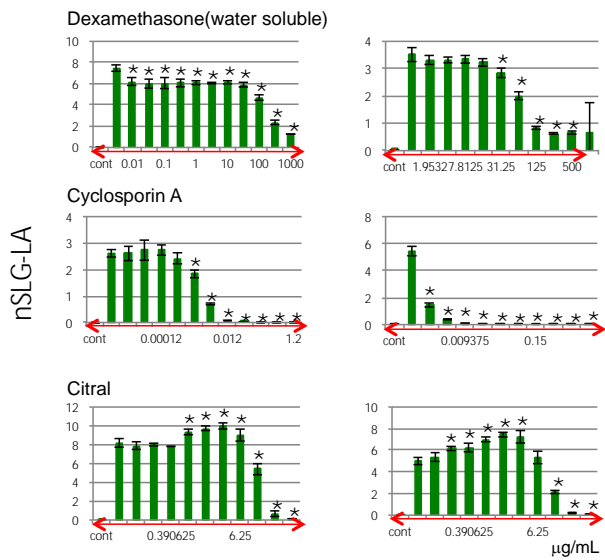 Dexamethasone(water soluble)
10
8
6
4
2
0
* * * * * * * * * * *
cont 0.01 0.1 1 10 100 1000
4
3
2
1
0
* * * * *
cont 1.95327.8125 31.25 125 500
Cyclosporin A
nSLG-LA
4
3
2
1
0
* * * * * * *
cont 0.00012 0.012 1.2
8
6
4
2
0
* * * * * * * * * *
cont 0.009375 0.15
Citral
12
10
8
6
4
2
0
* * * * * * *
cont 0.390625 6.25
10
8
6
4
2
0
* * * * * * * *
cont 0.390625 6.25
µg/mL